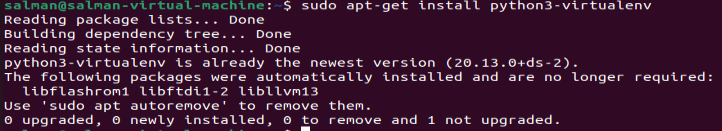 salman@salman-virtual-machine:~$ sudo apt-get install python3-virtualenv
Reading package lists... Done
Building dependency tree... Done
Reading state information... Done
python3-virtualenv is already the newest version (20.13.0+ds-2).
The following packages were automatically installed and are no longer required:
  libflashrom1 libftdi1-2 libllvm13
Use 'sudo apt autoremove' to remove them.
0 upgraded, 0 newly installed, 0 to remove and 1 not upgraded.